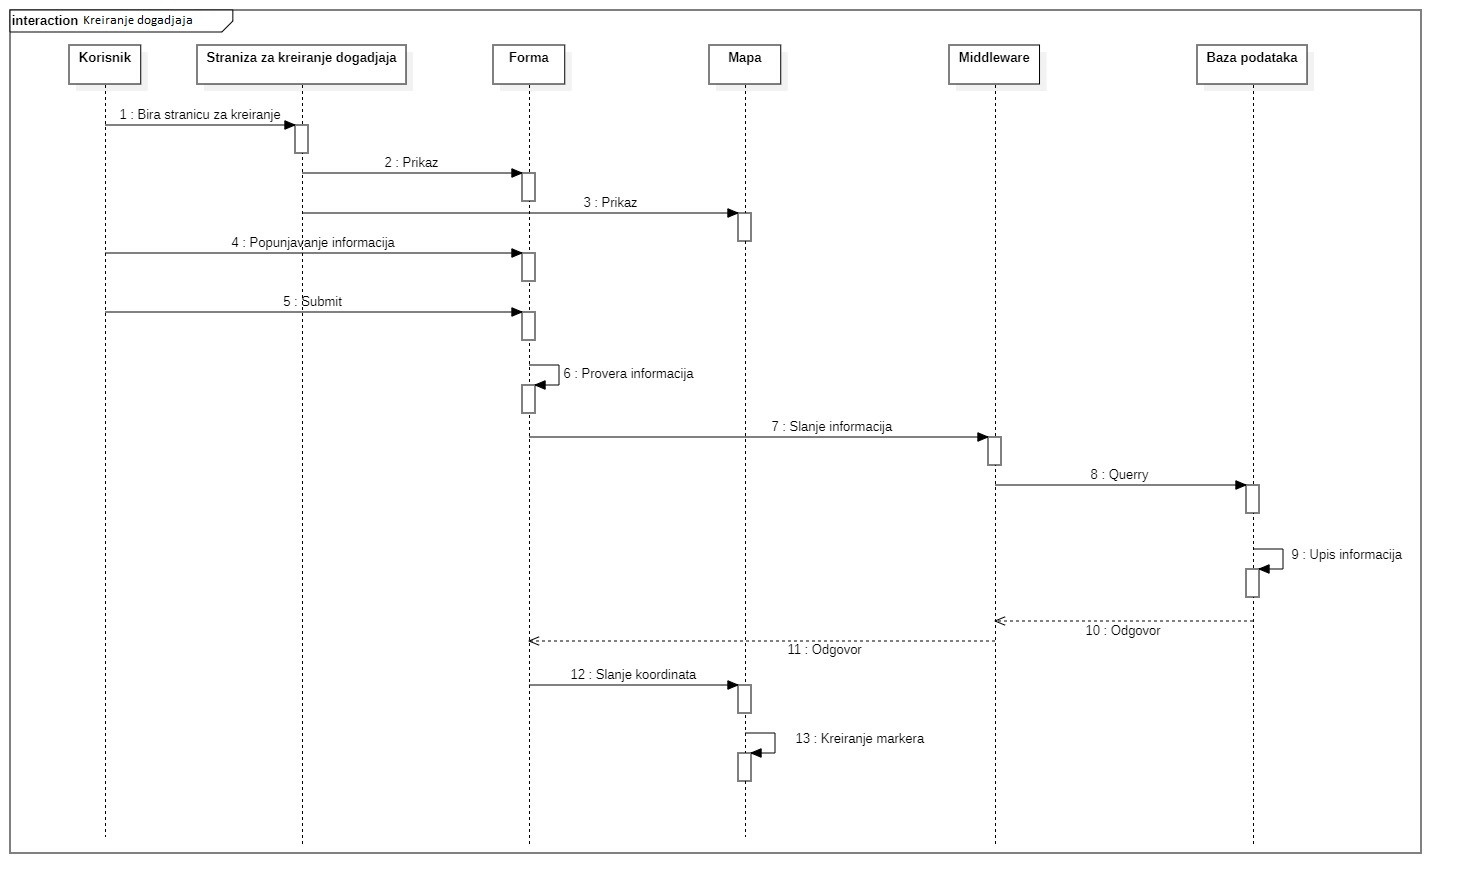 interaction Kreiranje dogadjaja
Korisnik
Straniza za kreiranje dogadjaja
Forma
Mapa
Middleware
Baza podataka
1 : Bira stranicu za kreiranje
2 : Prikaz
3 : Prikaz
4 : Popunjavanje informacija
5 : Submit
6 : Provera informacija
7 : Slanje informacija
8 : Querry
9 : Upis informacija
10 : Odgovor
11 : Odgovor
12 : Slanje koordinata
13 : Kreiranje markera